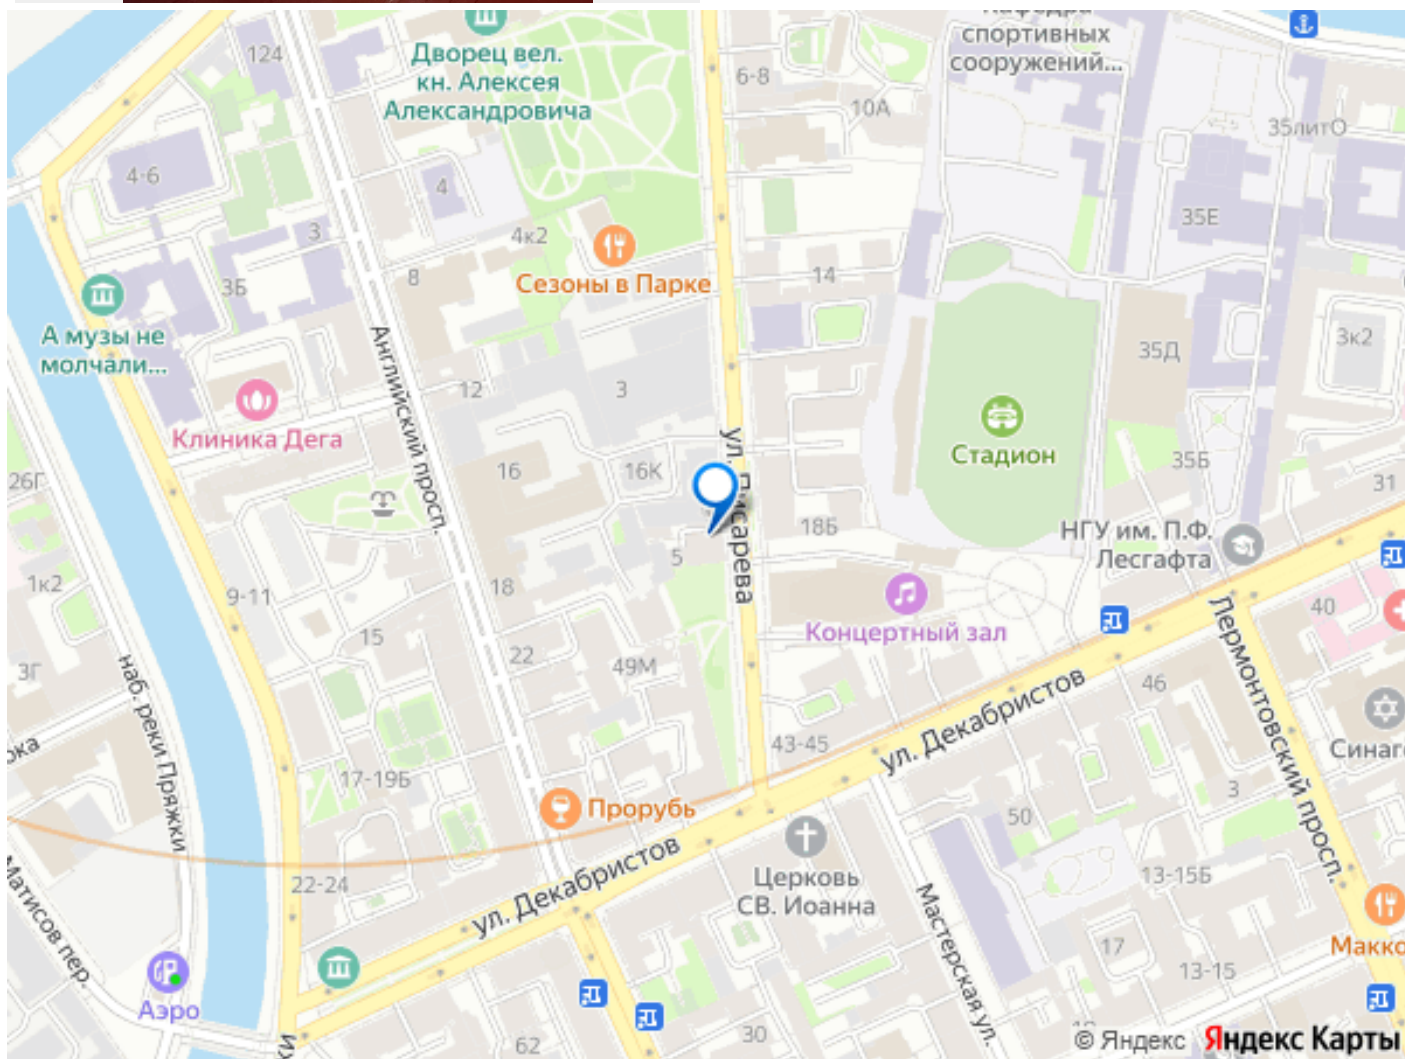 спортивных
сооружений...
Дворец вел.
кн. Алексея
Александровича
124
6-8
10А
35литО
4-6
4
35Е
3
4к2
8
14
3Б
Сезоны в Парке
А музы не
молчали...
Английский просп.
35Д
3к2
12
3
Клиника Дега
ул. Писарева
Стадион
26Г
16
16К
35Б
31
18Б
НГУ им. П.Ф.
Лесгафта
5
1к2
9-11
18
Концертный зал
40
Лермонтовский просп.
15
22
49М
3Г
наб. реки Пряжки
46
ул. Декабристов
43-45
17-19Б
Прорубь
3
50
ул. Декабристов
22-24
Церковь
СВ. Иоанна
13-15Б
Матисов пер.
Мастерская ул.
17
13-15
Аэро
62
30
© Яндекс Яндекс Карты